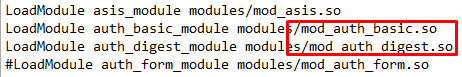 LoadModule asis_module modules/mod_asis.so
LoadModule auth_basic_module modules/mod_auth_basic.so
LoadModule auth_digest_module modules/mod_auth_digest.so
#LoadModule auth_form_module modules/mod_auth_form.so